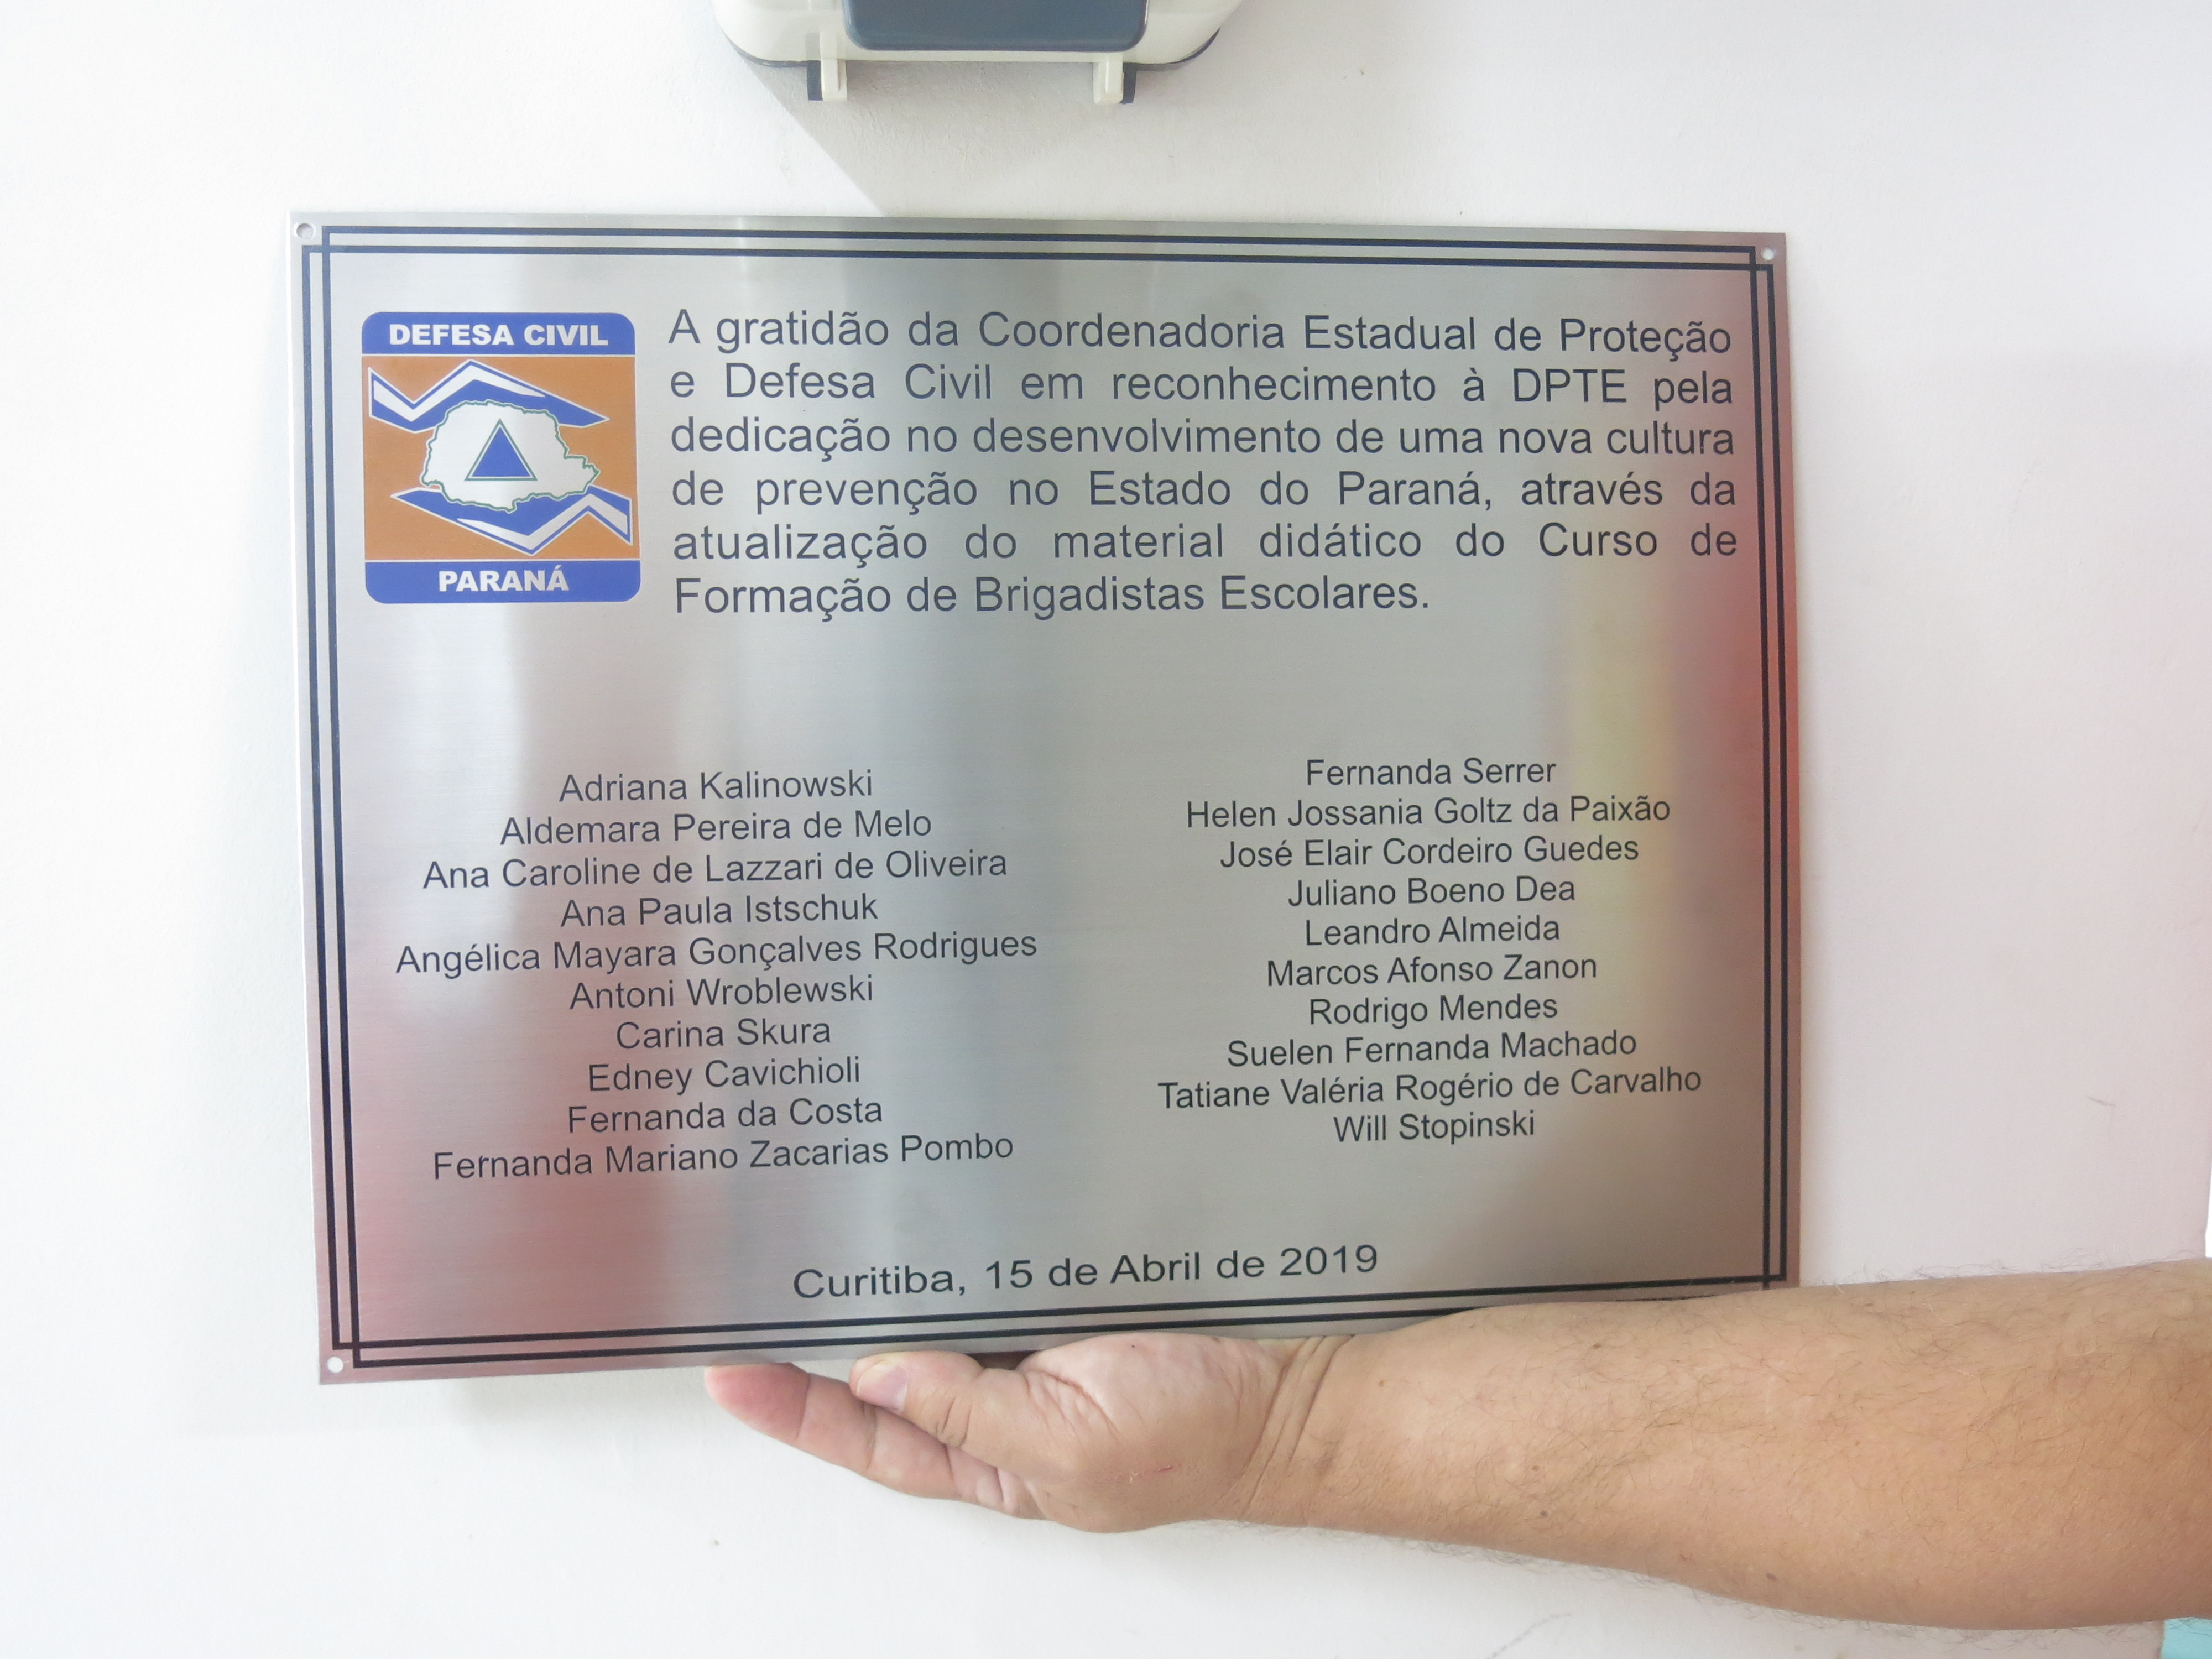 DEFESA CIVIL
PARANÁ
A gratidão da Coordenadoria Estadual de Proteção
e Defesa Civil em reconhecimento à DPTE pela
dedicação no desenvolvimento de uma nova cultura
de prevenção no Estado do Paraná, através da
atualização do material didático do Curso de
Formação de Brigadistas Escolares.
Adriana Kalinowski
Aldemara Pereira de Melo
Ana Caroline de Lazzari de Oliveira
Ana Paula Istschuk
Angélica Mayara Gonçalves Rodrigues
Antoni Wroblewski
Carina Skura
Edney Cavichioli
Fernanda da Costa
Fernanda Mariano Zacarias Pombo
Fernanda Serrer
Helen Jossania Goltz da Paixão
José Elair Cordeiro Guedes
Juliano Boeno Dea
Leandro Almeida
Marcos Afonso Zanon
Rodrigo Mendes
Suelen Fernanda Machado
Tatiane Valéria Rogério de Carvalho
Will Stopinski
Curitiba, 15 de Abril de 2019